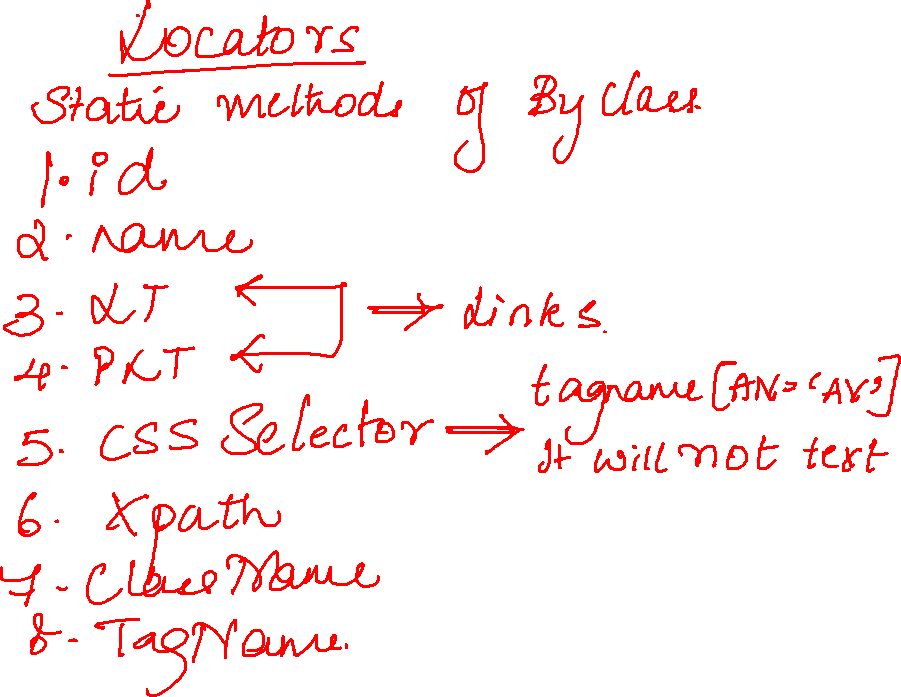 Locators
Static methods of By class
1. id
2. name
3. LT
4. PLT
⇒ Links.
5. CSS Selector ⇒ tagname[AN='AV']
It will not text
6. Xpath
7. ClassName
8. TagName.